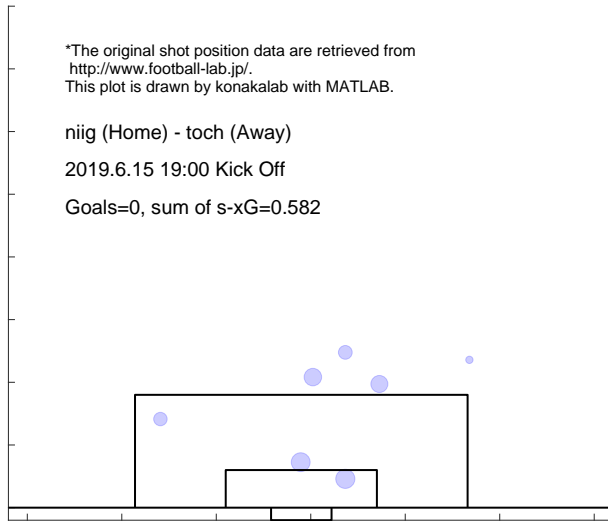 *The original shot position data are retrieved from
http://www.football-lab.jp/.
This plot is drawn by konakalab with MATLAB.
niig (Home) - toch (Away)
2019.6.15 19:00 Kick Off
Goals=0, sum of s-xG=0.582